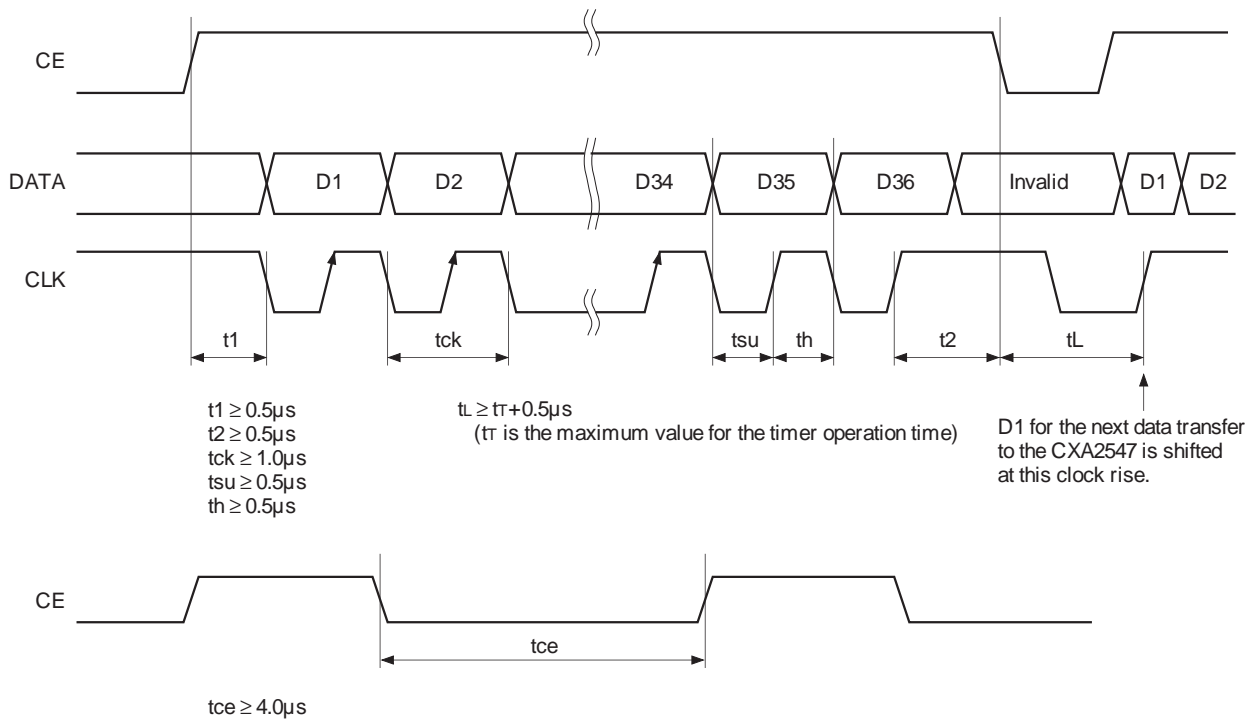 CE
DATA
D1
D2
D34
D35
D36
Invalid
D1
D2
CLK
t1
tck
tsu
th
t2
tL
t1 ≥ 0.5µs
t2 ≥ 0.5µs
tck ≥ 1.0µs
tsu ≥ 0.5µs
th ≥ 0.5µs
tL ≥ tT+0.5µs
(tT is the maximum value for the timer operation time)
D1 for the next data transfer
to the CXA2547 is shifted
at this clock rise.
CE
tce
tce ≥ 4.0µs